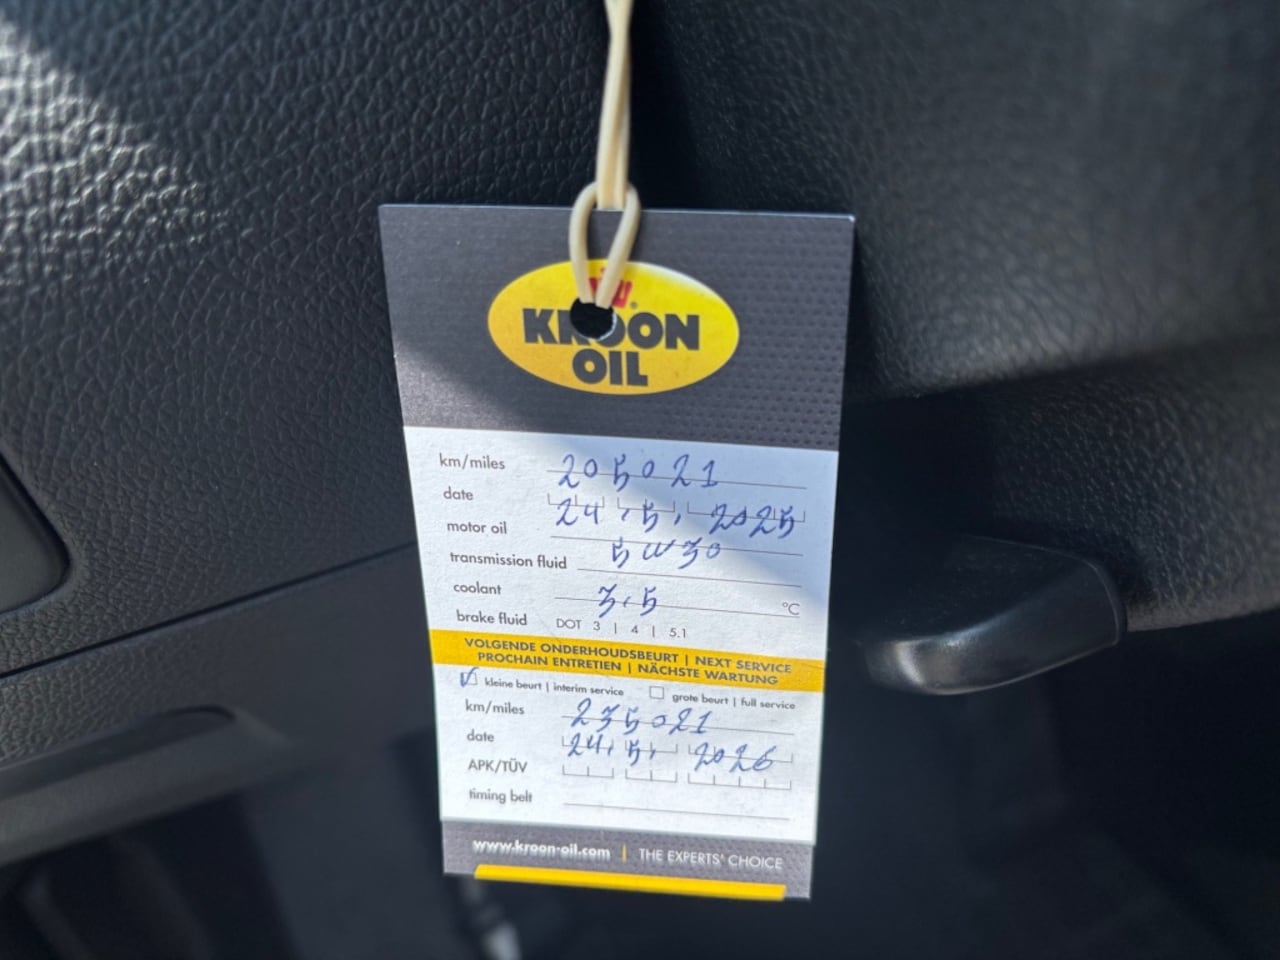 KROON
OIL
km/miles 205021
date 24.5.2025
motor oil 5W30
transmission fluid
coolant 3,5 °C
brake fluid DOT 3 | 4 | 5.1
VOLGENDE ONDERHOUDSBEURT | NEXT SERVICE
PROCHAIN ENTRETIEN | NÄCHSTE WARTUNG
kleine beurt | interim service grote beurt | full service
km/miles 235021
date 24.5.2026
APK/TÜV
timing belt
www.kroon-oil.com | THE EXPERTS' CHOICE